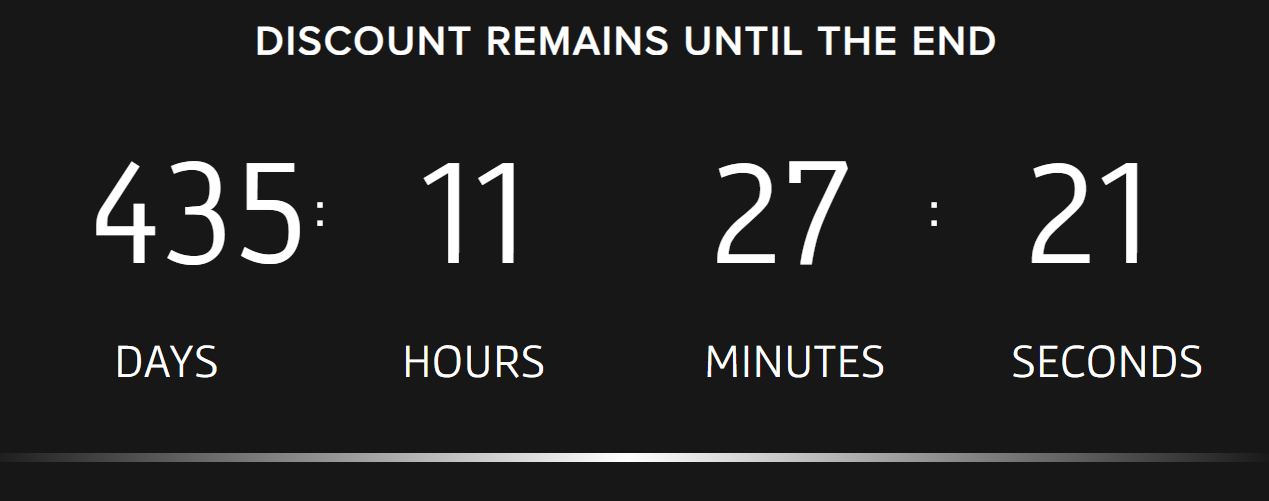 DISCOUNT REMAINS UNTIL THE END
435: 11 27 : 21
DAYS HOURS MINUTES SECONDS